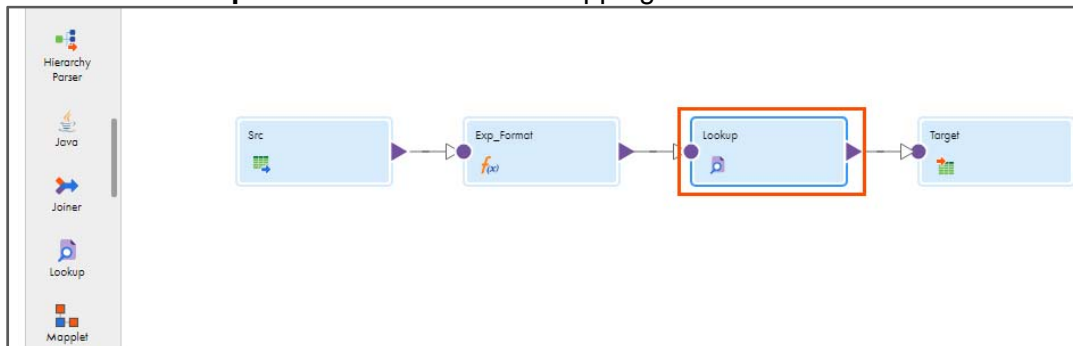 Hierarchy
Parser
Java
Joiner
Lookup
Mapplet
Src
Exp_Format
f(x)
Lookup
Target